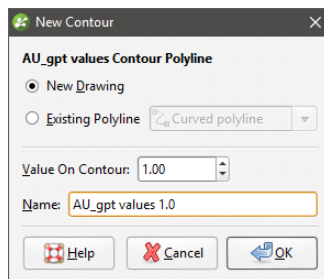 New Contour
AU_gpt values Contour Polyline
New Drawing
Existing Polyline Curved polyline
Value On Contour: 1.00
Name: AU_gpt values 1.0
Help Cancel OK